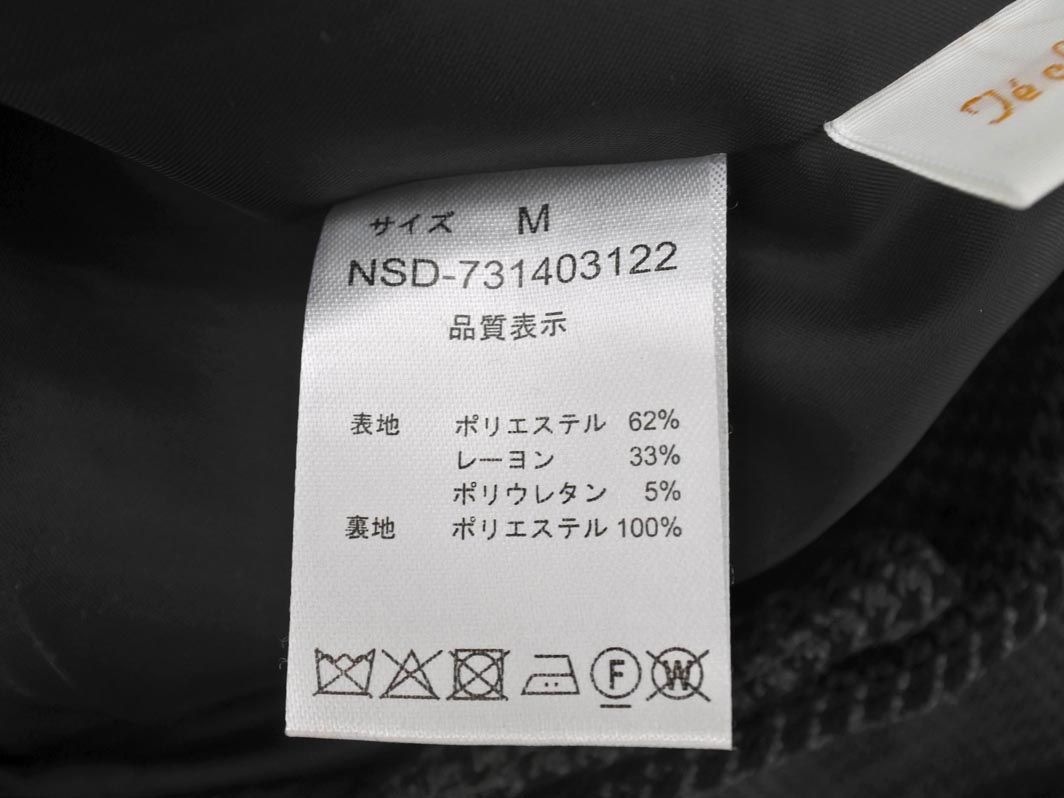 サイズ M
NSD-731403122
品質表示
表地 ポリエステル 62%
レーヨン 33%
ポリウレタン 5%
裏地 ポリエステル 100%
F W